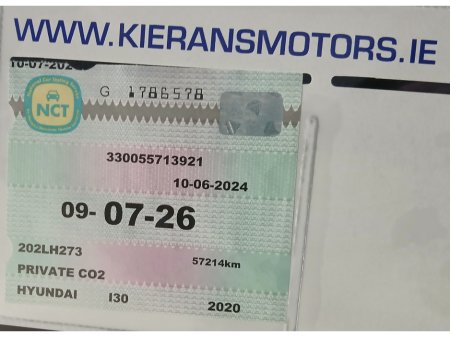 WWW.KIERANSMOTORS.IE
NCT
G 1786578
330055713921
10-06-2024
09-07-26
202LH273
57214km
PRIVATE CO2
HYUNDAI I30 2020